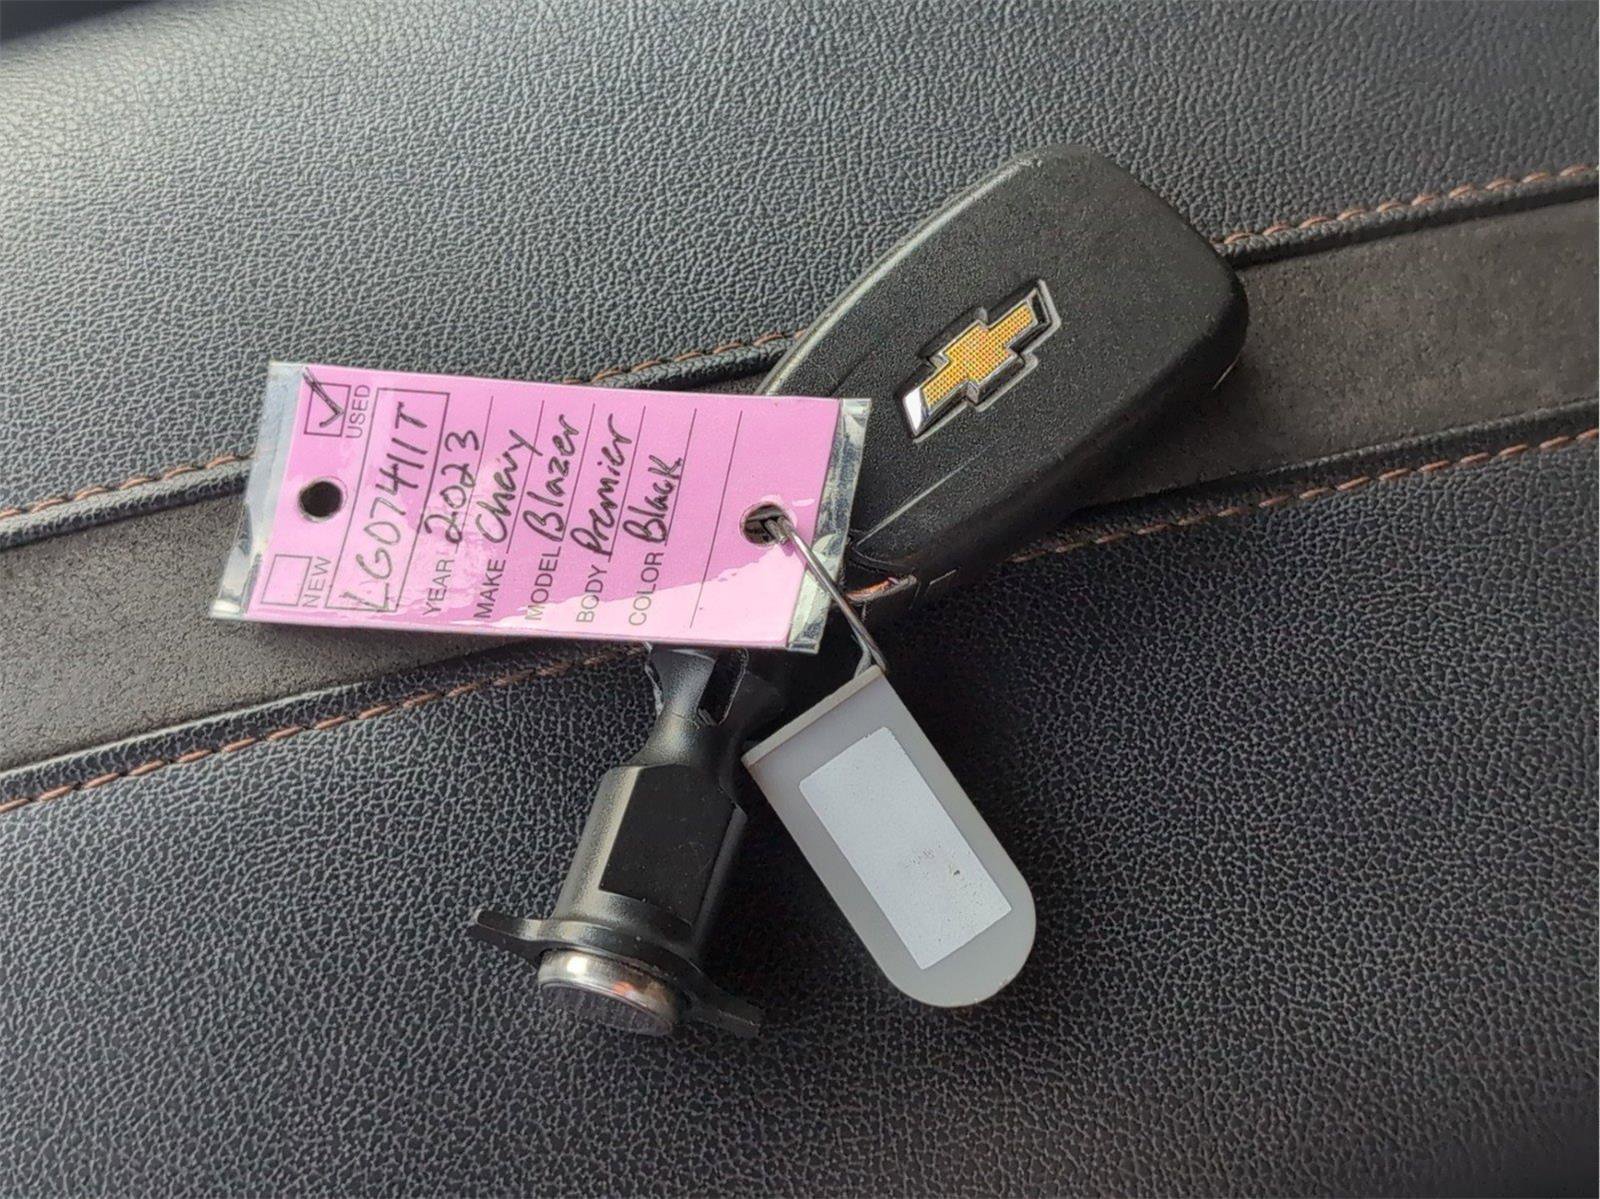 ✓ USED
NEW
LG07411T
YEAR 2023
MAKE Chevy
MODEL Blazer
BODY Premier
COLOR Black